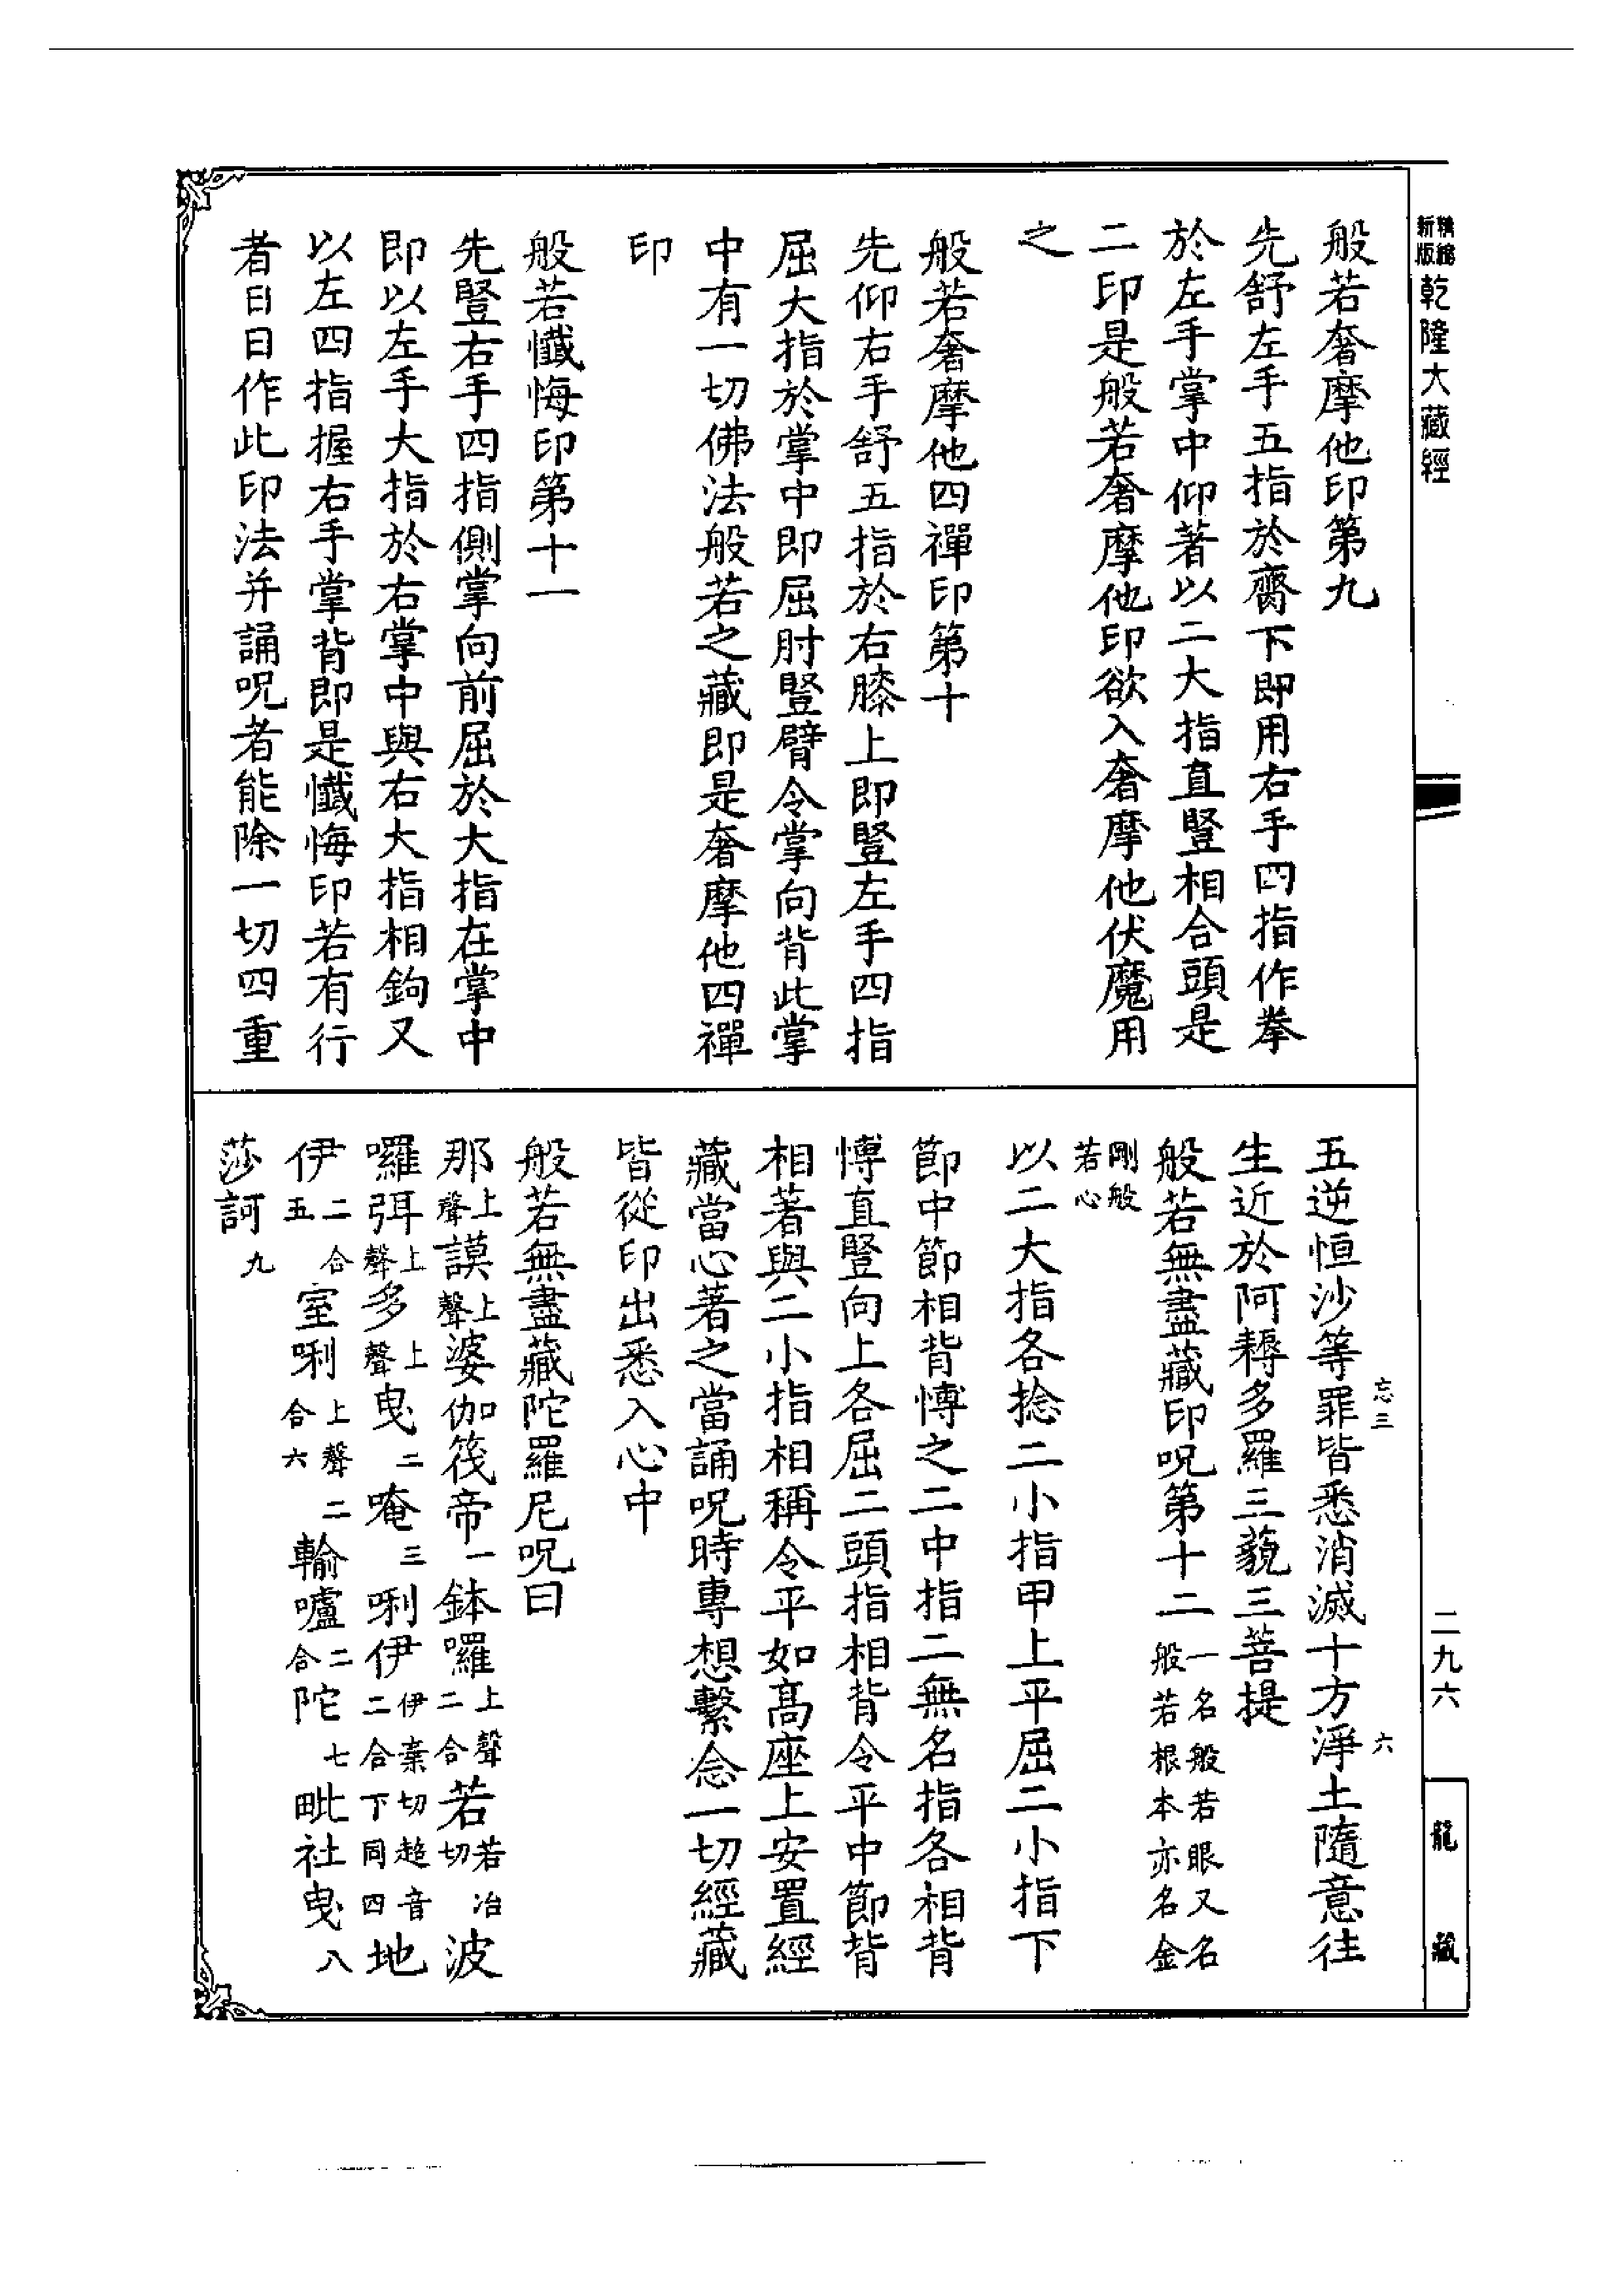 新版精縮
乾隆大藏經
般若奢摩他印第九
先舒左手五指於齋下即用右手四指作拳
於左手掌中仰著以二大指直豎相合頭是
二印是般若奢摩他印欲入奢摩他伏魔用
之
般若奢摩他四禪印第十
先仰右手舒五指於右膝上即豎左手四指
屈大指於掌中即屈肘豎臂令掌向背此掌
中有一切佛法般若之藏即是奢摩他四禪
印
般若懺悔印第十一
先豎右手四指側掌向前屈於大指在掌中
即以左手大指於右掌中與右大指相鉤又
以左四指握右手掌背即是懺悔印若有行
者日日作此印法并誦呪者能除一切四重
忘三 六
五逆恒沙等罪皆悉消滅十方淨土隨意往
生近於阿耨多羅三藐三菩提
般若無盡藏印呪第十二一名般若眼又名般若根本亦名金
剛般若心
以二大指各捻二小指甲上平屈二小指下
節中節相背慱之二中指二無名指各相背
慱直豎向上各屈二頭指相背令平中節背
相著與二小指相稱令平如高座上安置經
藏當心著之當誦呪時專想繫念一切經藏
皆從印出悉入心中
般若無盡藏陀羅尼呪曰
那上聲謨上聲婆伽筏帝一鉢囉上聲二合若若冶切波
囉弭上聲多上聲曳二唵三唎伊伊棄切趁音二合下同四地
伊二合五室唎上聲二合六輸嚧二合陀七毗社曳八
莎訶九
二九六
龍藏